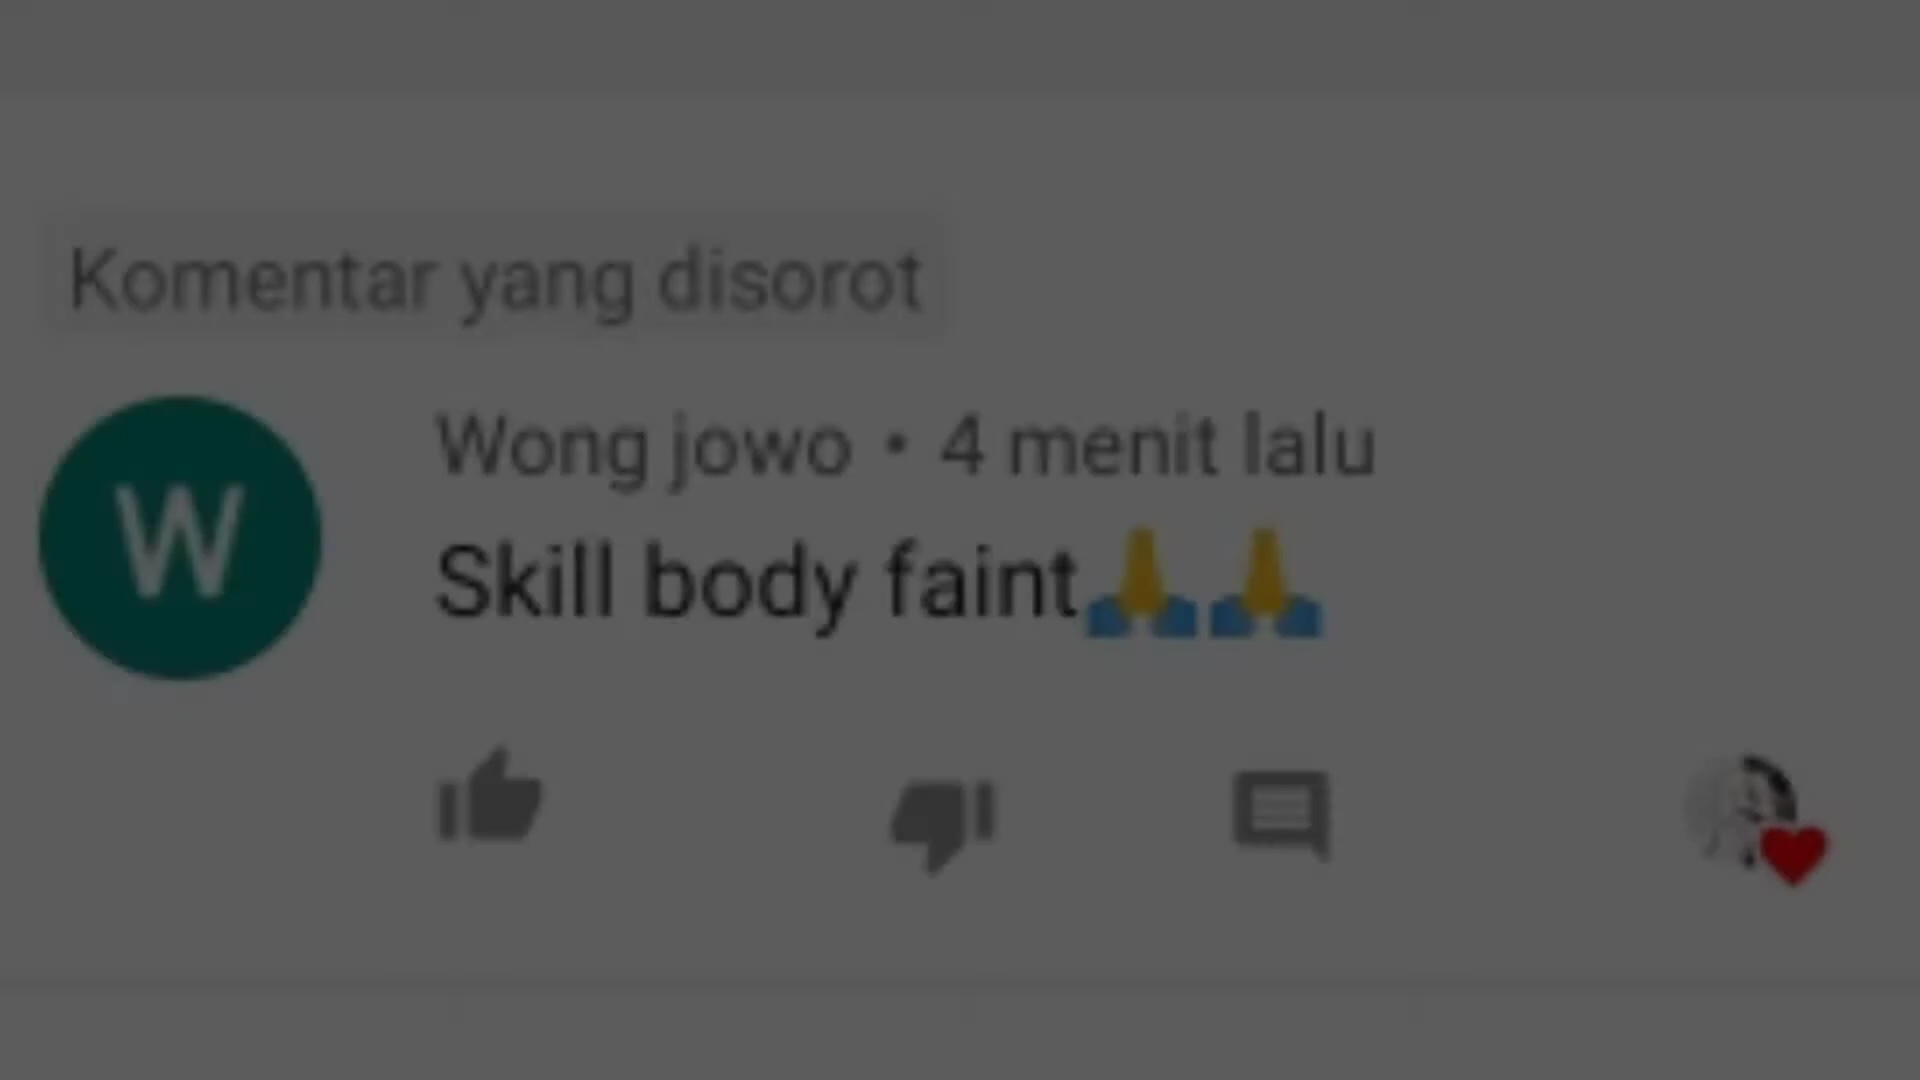 Komentar yang disorot
W
Wong jowo • 4 menit lalu
Skill body faint🙏🙏